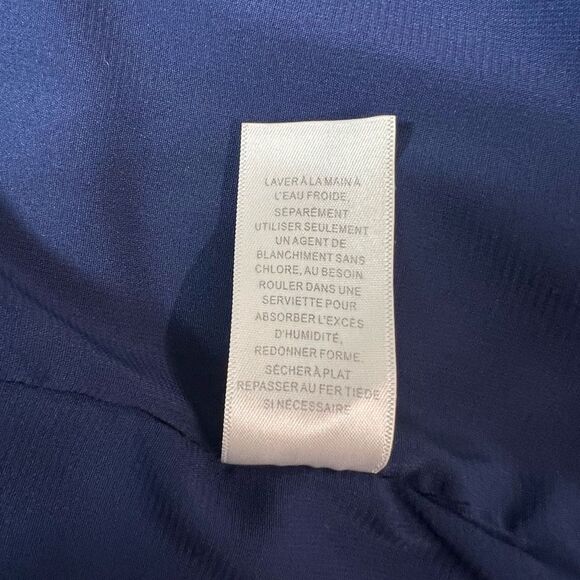 LAVER À LA MAIN À
L'EAU FROIDE,
SÉPARÉMENT
UTILISER SEULEMENT
UN AGENT DE
BLANCHIMENT SANS
CHLORE, AU BESOIN.
ROULER DANS UNE
SERVIETTE POUR
ABSORBER L'EXCÈS
D'HUMIDITÉ,
REDONNER FORME,
SÉCHER À PLAT
REPASSER AU FER TIÈDE
SI NÉCESSAIRE